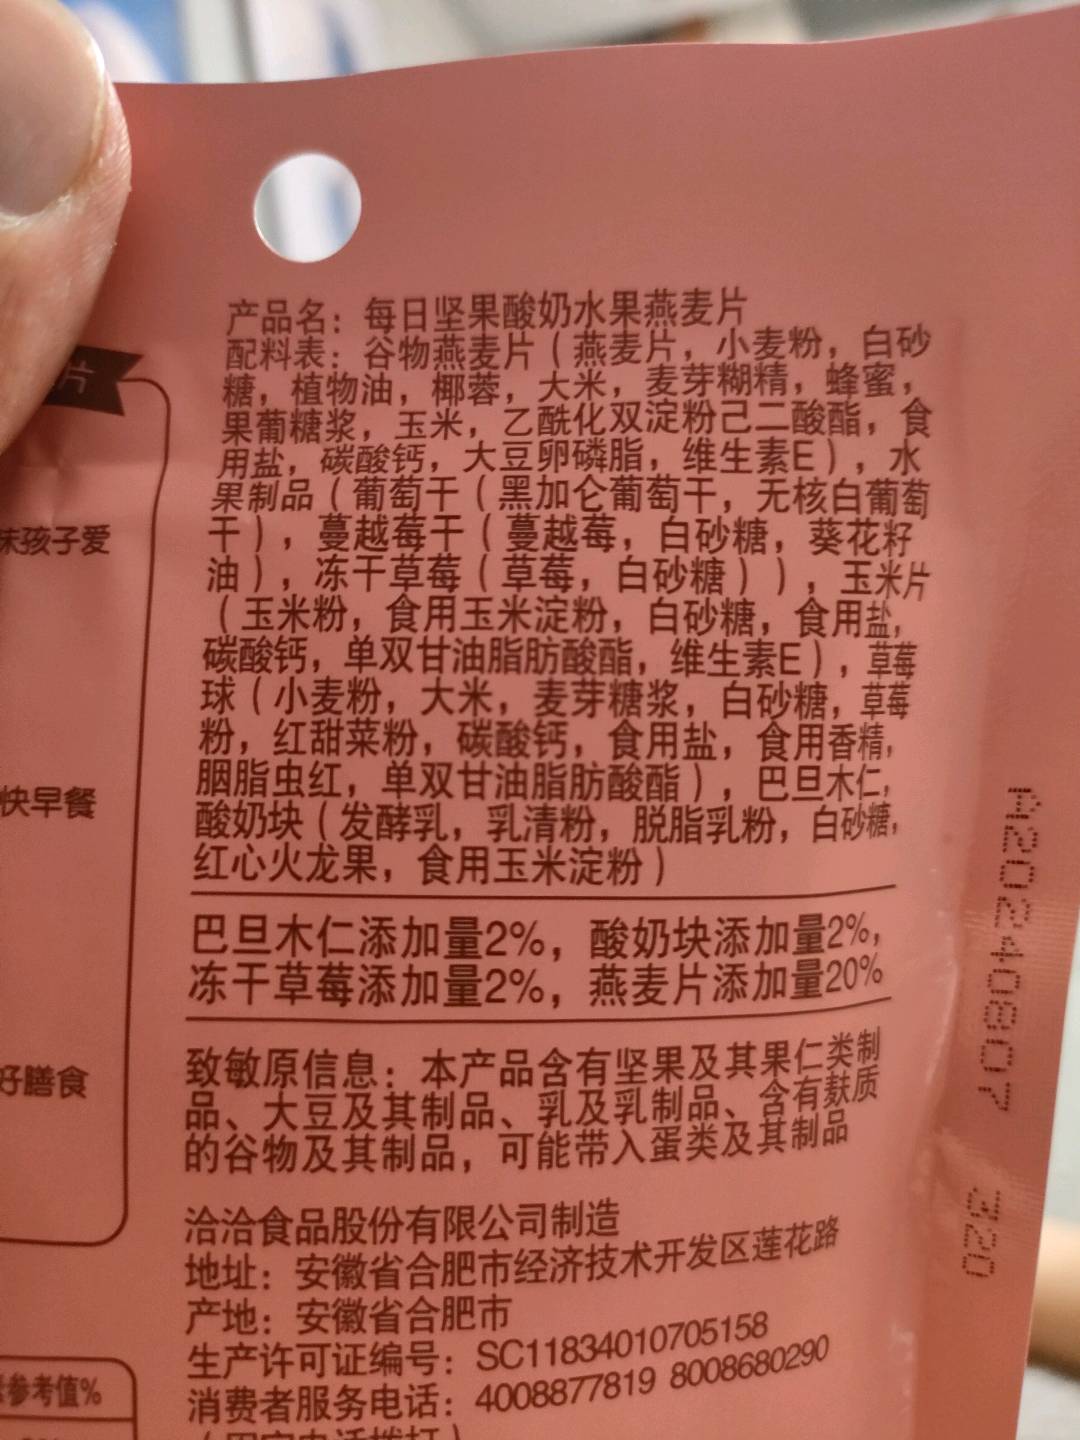 产品名：每日坚果酸奶水果燕麦片
配料表：谷物燕麦片（燕麦片，小麦粉，白砂
糖，植物油，椰蓉，大米，麦芽糊精，蜂蜜，
果葡糖浆，玉米，乙酰化双淀粉己二酸酯，食
用盐，碳酸钙，大豆卵磷脂，维生素E），水
果制品（葡萄干（黑加仑葡萄干，无核白葡萄
干），蔓越莓干（蔓越莓，白砂糖，葵花籽
油），冻干草莓（草莓，白砂糖）），玉米片
（玉米粉，食用玉米淀粉，白砂糖，食用盐，
碳酸钙，单双甘油脂肪酸酯，维生素E），草莓
球（小麦粉，大米，麦芽糖浆，白砂糖，草莓
粉，红甜菜粉，碳酸钙，食用盐，食用香精，
胭脂虫红，单双甘油脂肪酸酯），巴旦木仁，
酸奶块（发酵乳，乳清粉，脱脂乳粉，白砂糖，
红心火龙果，食用玉米淀粉）
巴旦木仁添加量2%，酸奶块添加量2%，
冻干草莓添加量2%，燕麦片添加量20%
致敏原信息：本产品含有坚果及其果仁类制
品、大豆及其制品、乳及乳制品、含有麸质
的谷物及其制品，可能带入蛋类及其制品
洽洽食品股份有限公司制造
地址：安徽省合肥市经济技术开发区莲花路
产地：安徽省合肥市
生产许可证编号：SC11834010705158
消费者服务电话：4008877819 8008680290
片
味孩子爱
快早餐
好膳食
参考值%
A20240807 320